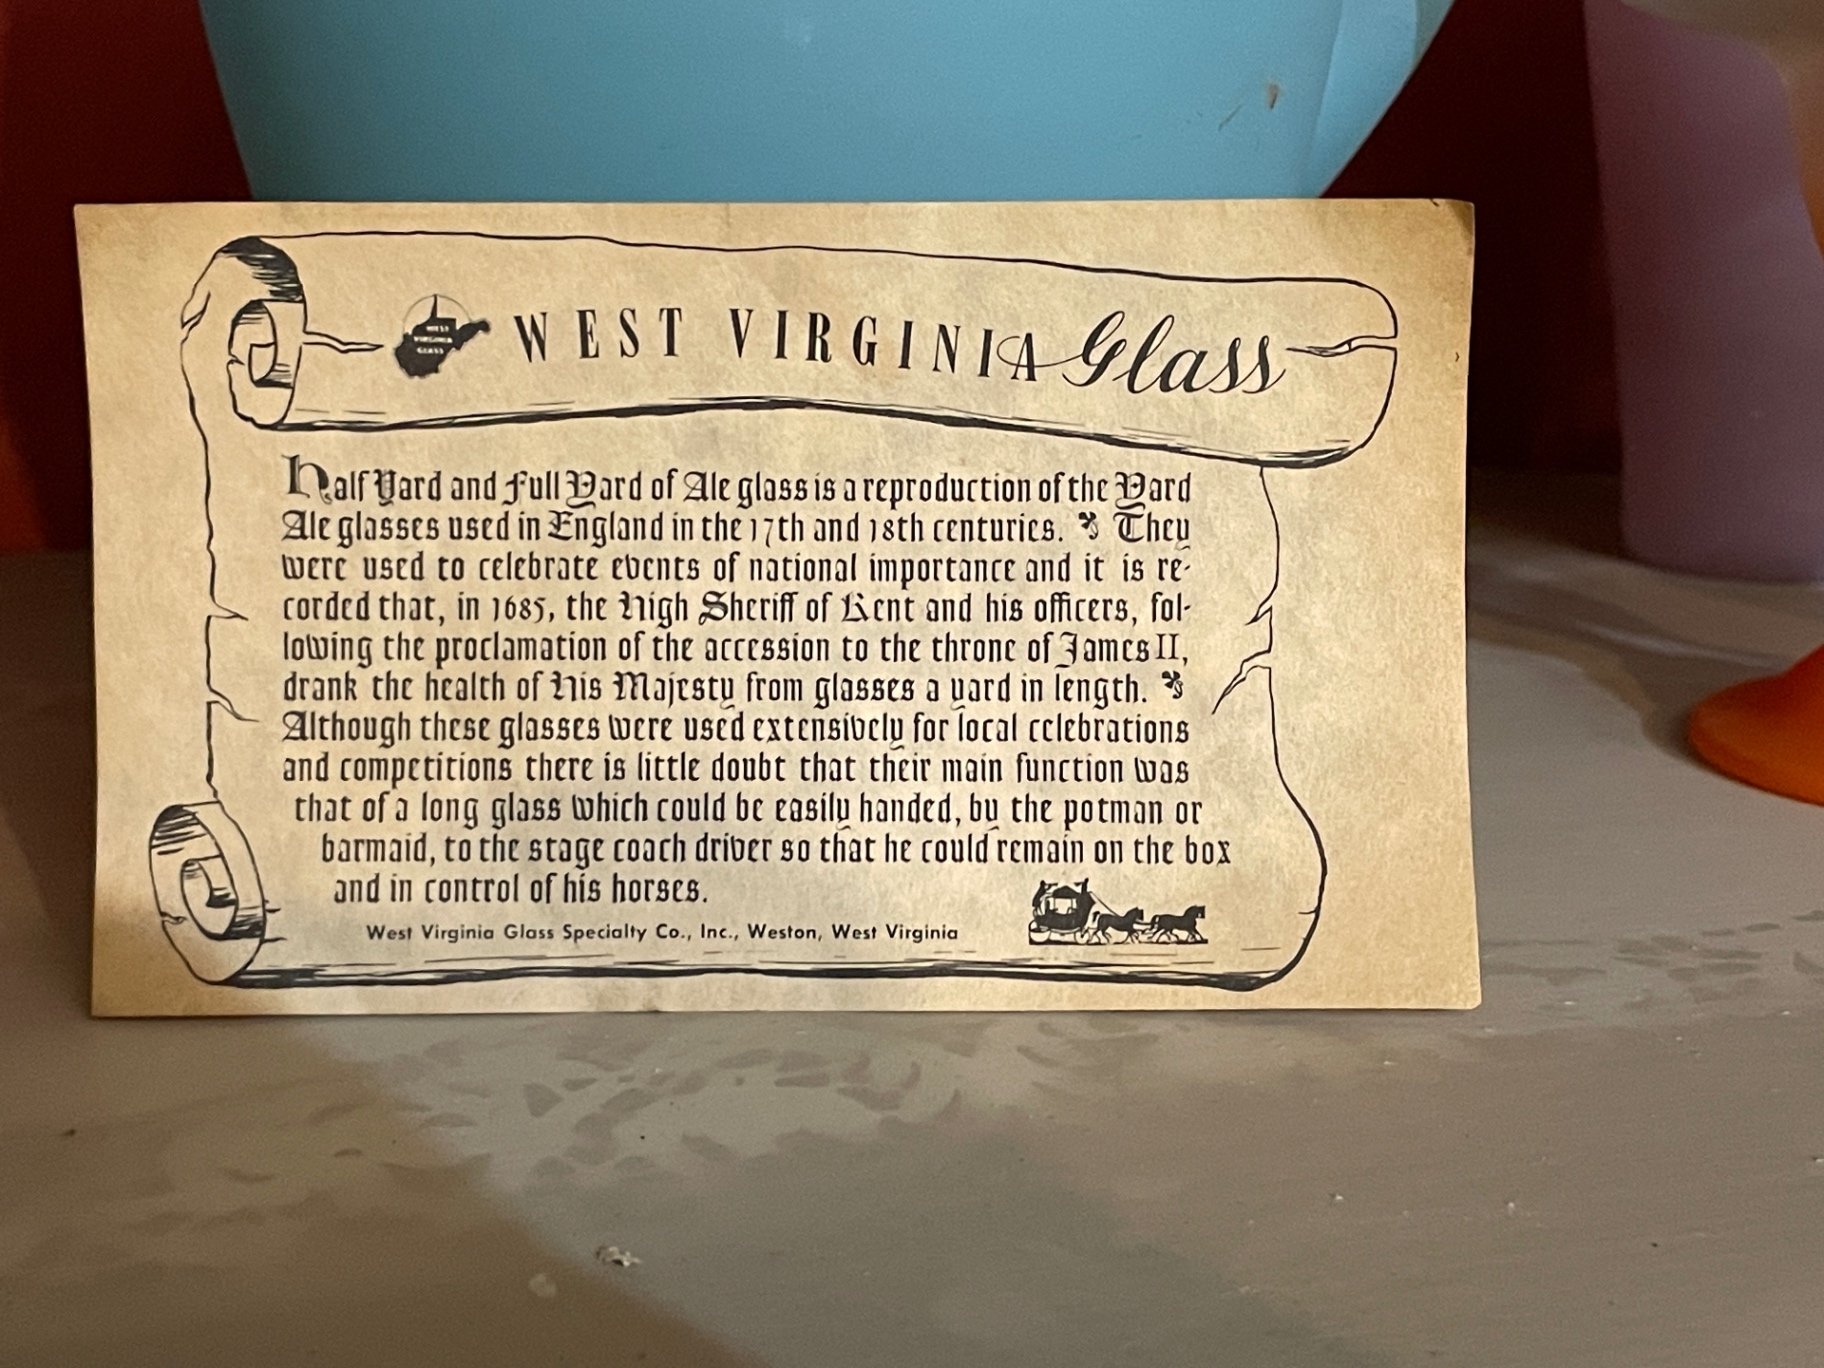 WEST VIRGINIA GLASS
WEST VIRGINIA Glass
Half Yard and Full Yard of Ale glass is a reproduction of the Yard
Ale glasses used in England in the 17th and 18th centuries. They
were used to celebrate events of national importance and it is re-
corded that, in 1685, the High Sheriff of Kent and his officers, fol-
lowing the proclamation of the accession to the throne of James II,
drank the health of His Majesty from glasses a yard in length.
Although these glasses were used extensively for local celebrations
and competitions there is little doubt that their main function was
that of a long glass which could be easily handed, by the potman or
barmaid, to the stage coach driver so that he could remain on the box
and in control of his horses.
West Virginia Glass Specialty Co., Inc., Weston, West Virginia